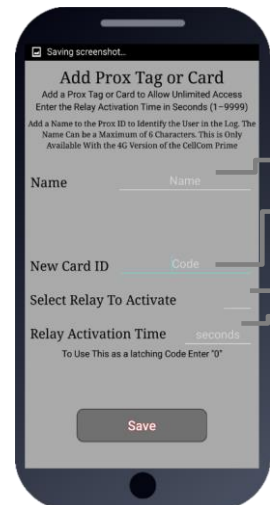 Saving screenshot...
Add Prox Tag or Card
Add a Prox Tag or Card to Allow Unlimited Access
Enter the Relay Activation Time in Seconds (1-9999)
Add a Name to the Prox ID to Identify the User in the Log. The
Name Can be a Maximum of 6 Characters. This is Only
Available With the 4G Version of the CellCom Prime
Name Name
New Card ID Code
Select Relay To Activate
Relay Activation Time seconds
To Use This as a latching Code Enter "0"
Save